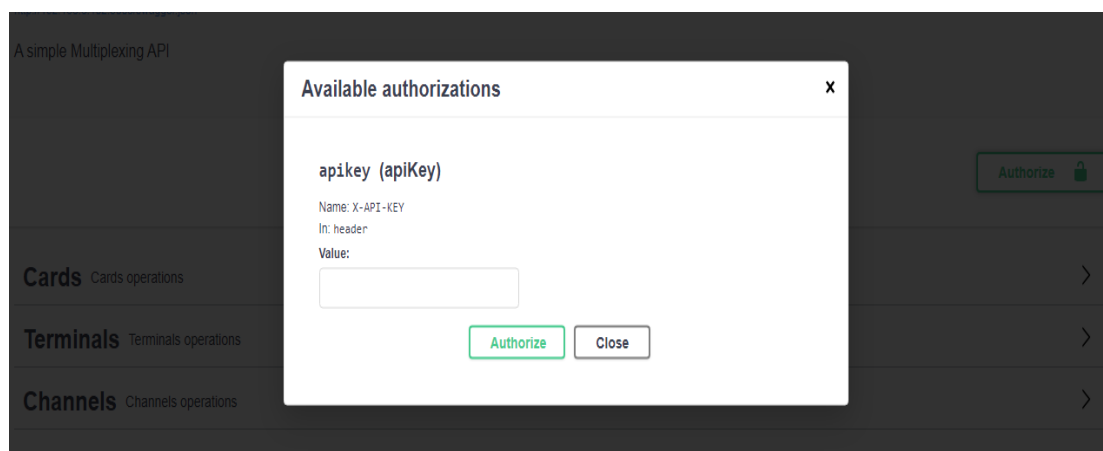 A simple Multiplexing API
Available authorizations
x
apikey (apiKey)
Name: X-API-KEY
In: header
Value:
Authorize Close
Authorize
Cards Cards operations
Terminals Terminals operations
Channels Channels operations